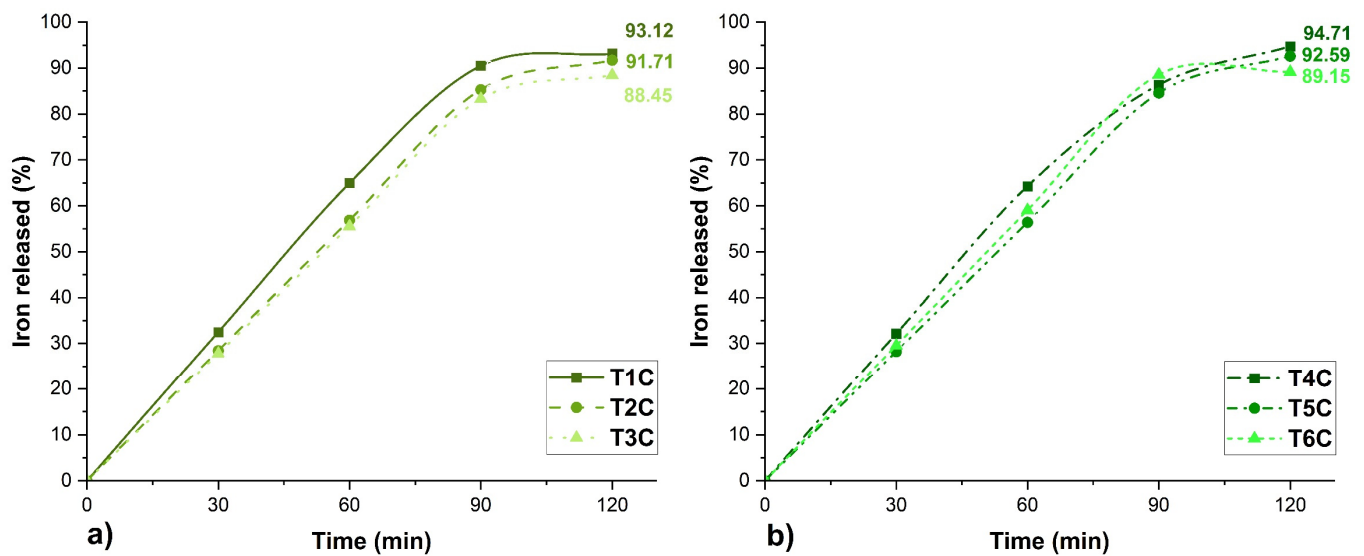 100
90
80
70
60
50
40
30
20
10
0
Iron released (%)
93.12
91.71
88.45
T1C
T2C
T3C
0 30 60 90 120
a) Time (min)
100
90
80
70
60
50
40
30
20
10
0
Iron released (%)
94.71
92.59
89.15
T4C
T5C
T6C
0 30 60 90 120
b) Time (min)